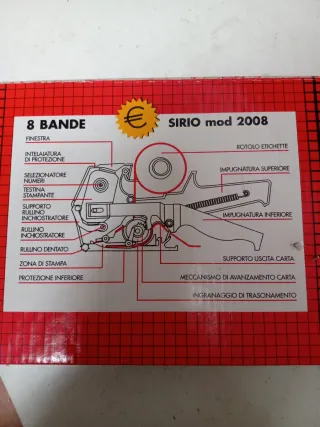 8 BANDE
€
SIRIO mod 2008
FINESTRA
INTELAIATURA
DI PROTEZIONE
SELEZIONATORE
NUMERI
TESTINA
STAMPANTE
SUPPORTO
RULLINO
INCHIOSTRATORE
RULLINO
INCHIOSTRATORE
RULLINO DENTATO
ZONA DI STAMPA
PROTEZIONE INFERIORE
ROTOLO ETICHETTE
IMPUGNATURA SUPERIORE
IMPUGNATURA INFERIORE
SUPPORTO USCITA CARTA
MECCANISMO DI AVANZAMENTO CARTA
INGRANAGGIO DI TRASCINAMENTO